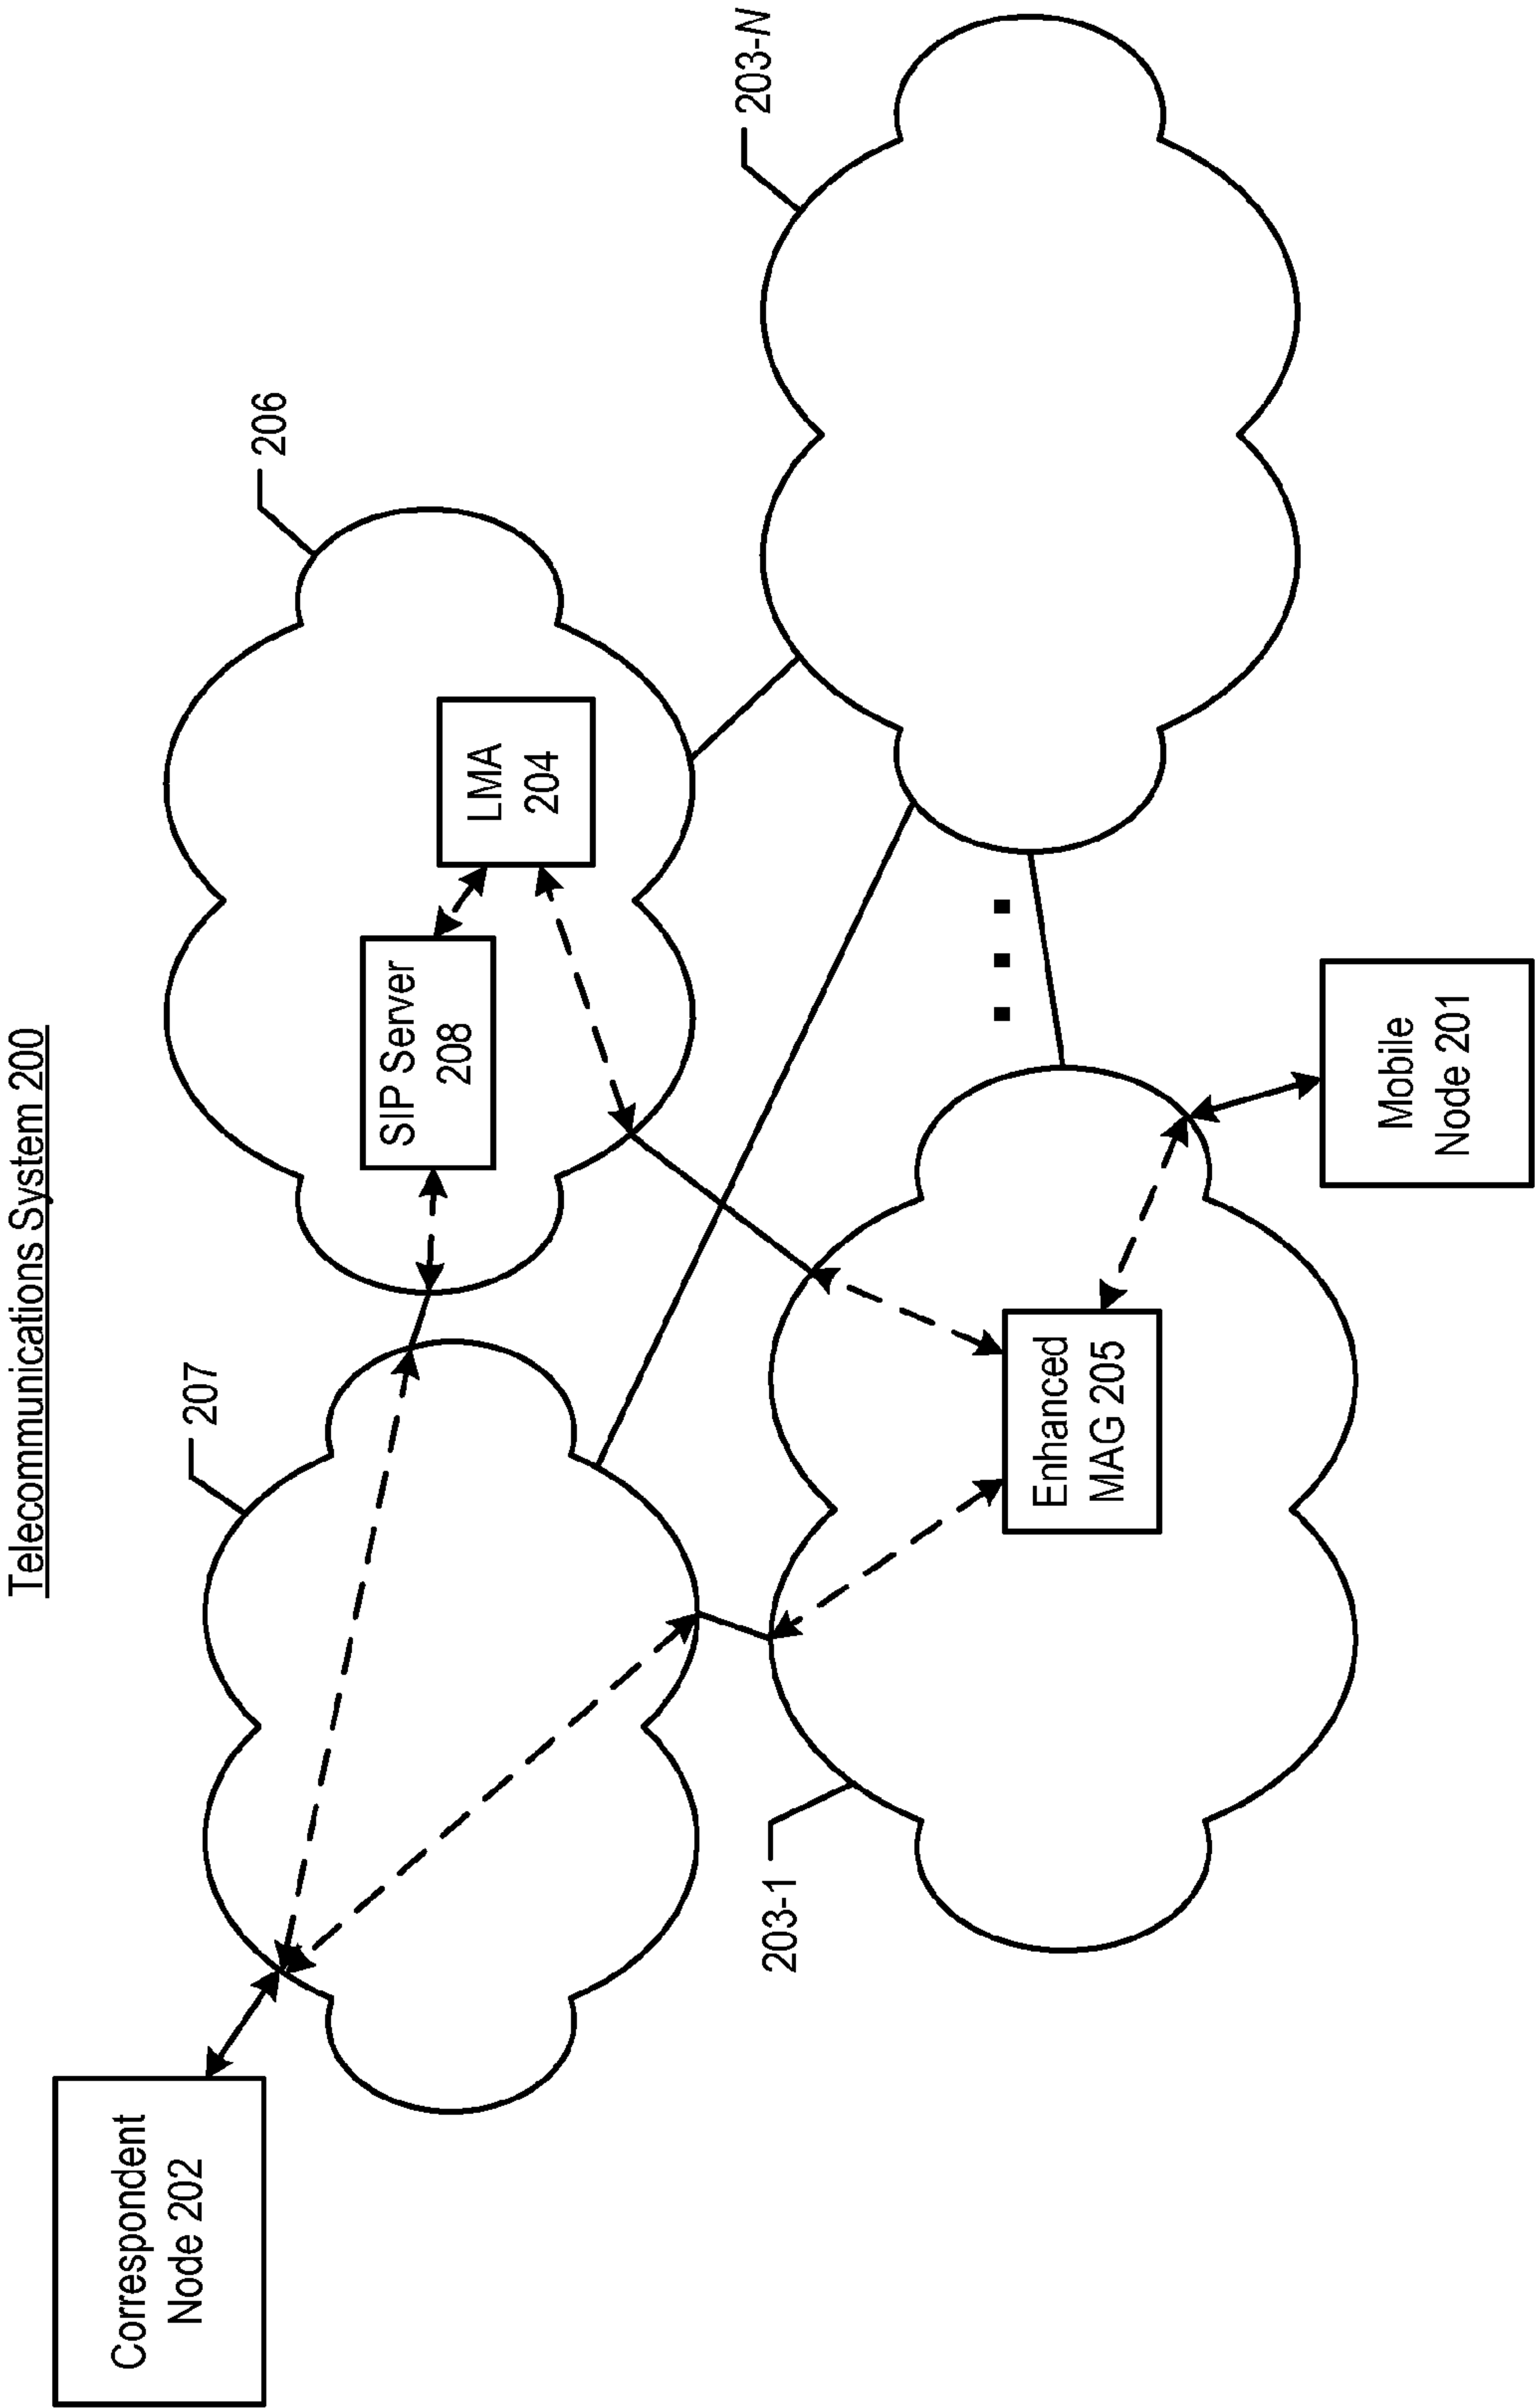 Telecommunications System 200
Correspondent
Node 202
207
206
SIP Server
208
LMA
204
203-1
203-N
Enhanced
MAG 205
Mobile
Node 201